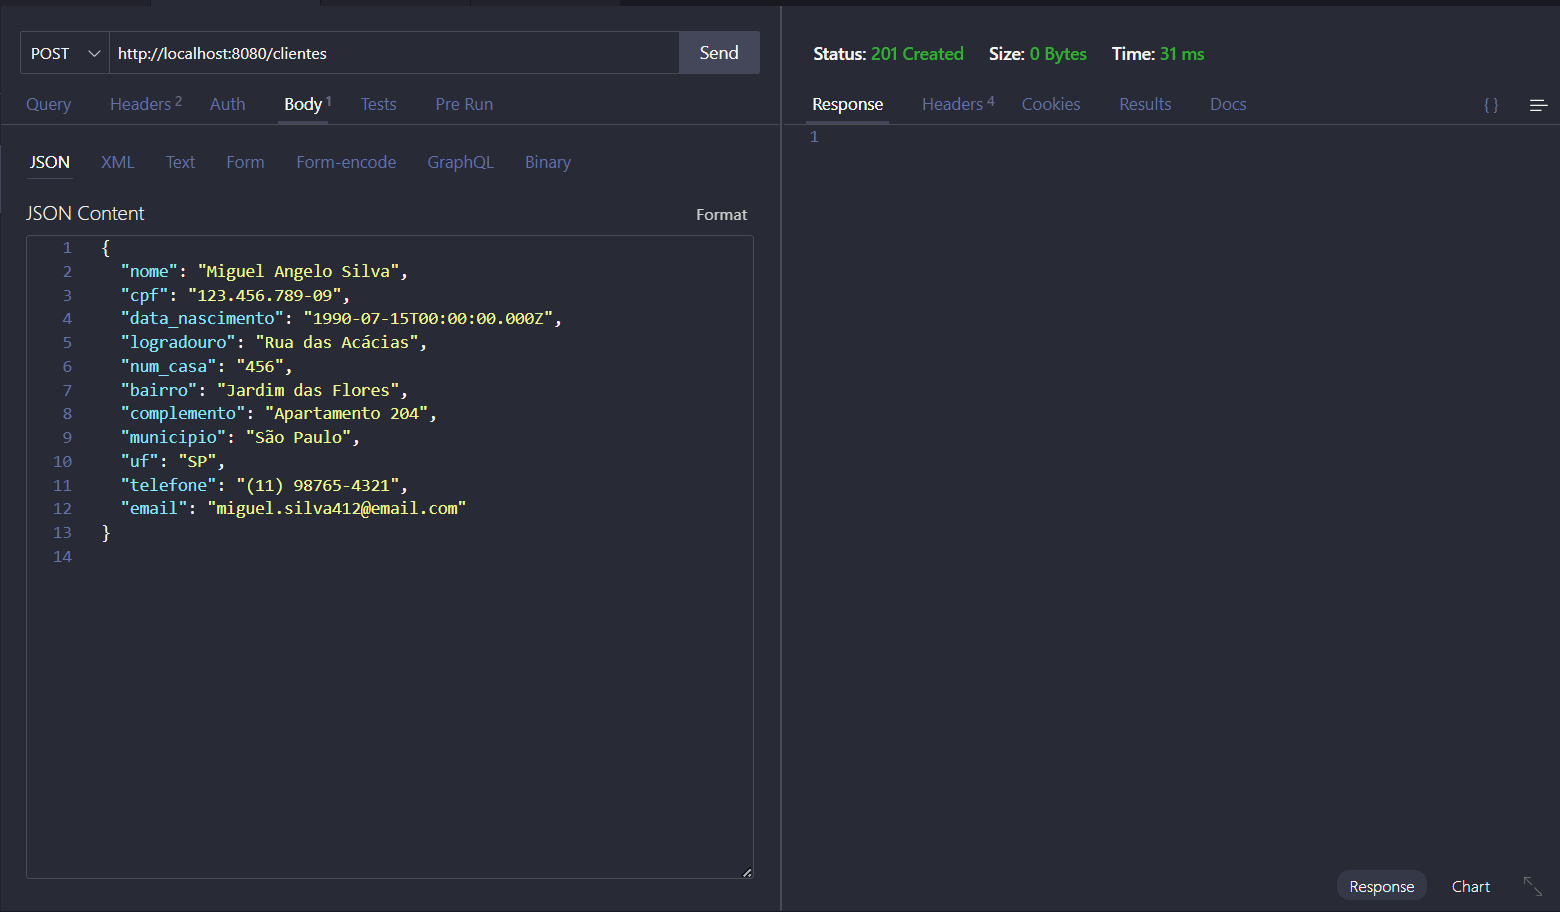 POST http://localhost:8080/clientes Send
Query Headers 2 Auth Body 1 Tests Pre Run
JSON XML Text Form Form-encode GraphQL Binary
JSON Content Format
1 {
2 "nome": "Miguel Angelo Silva",
3 "cpf": "123.456.789-09",
4 "data_nascimento": "1990-07-15T00:00:00.000Z",
5 "logradouro": "Rua das Acácias",
6 "num_casa": "456",
7 "bairro": "Jardim das Flores",
8 "complemento": "Apartamento 204",
9 "municipio": "São Paulo",
10 "uf": "SP",
11 "telefone": "(11) 98765-4321",
12 "email": "miguel.silva412@email.com"
13 }
14
Status: 201 Created Size: 0 Bytes Time: 31 ms
Response Headers 4 Cookies Results Docs { }
1
Response Chart